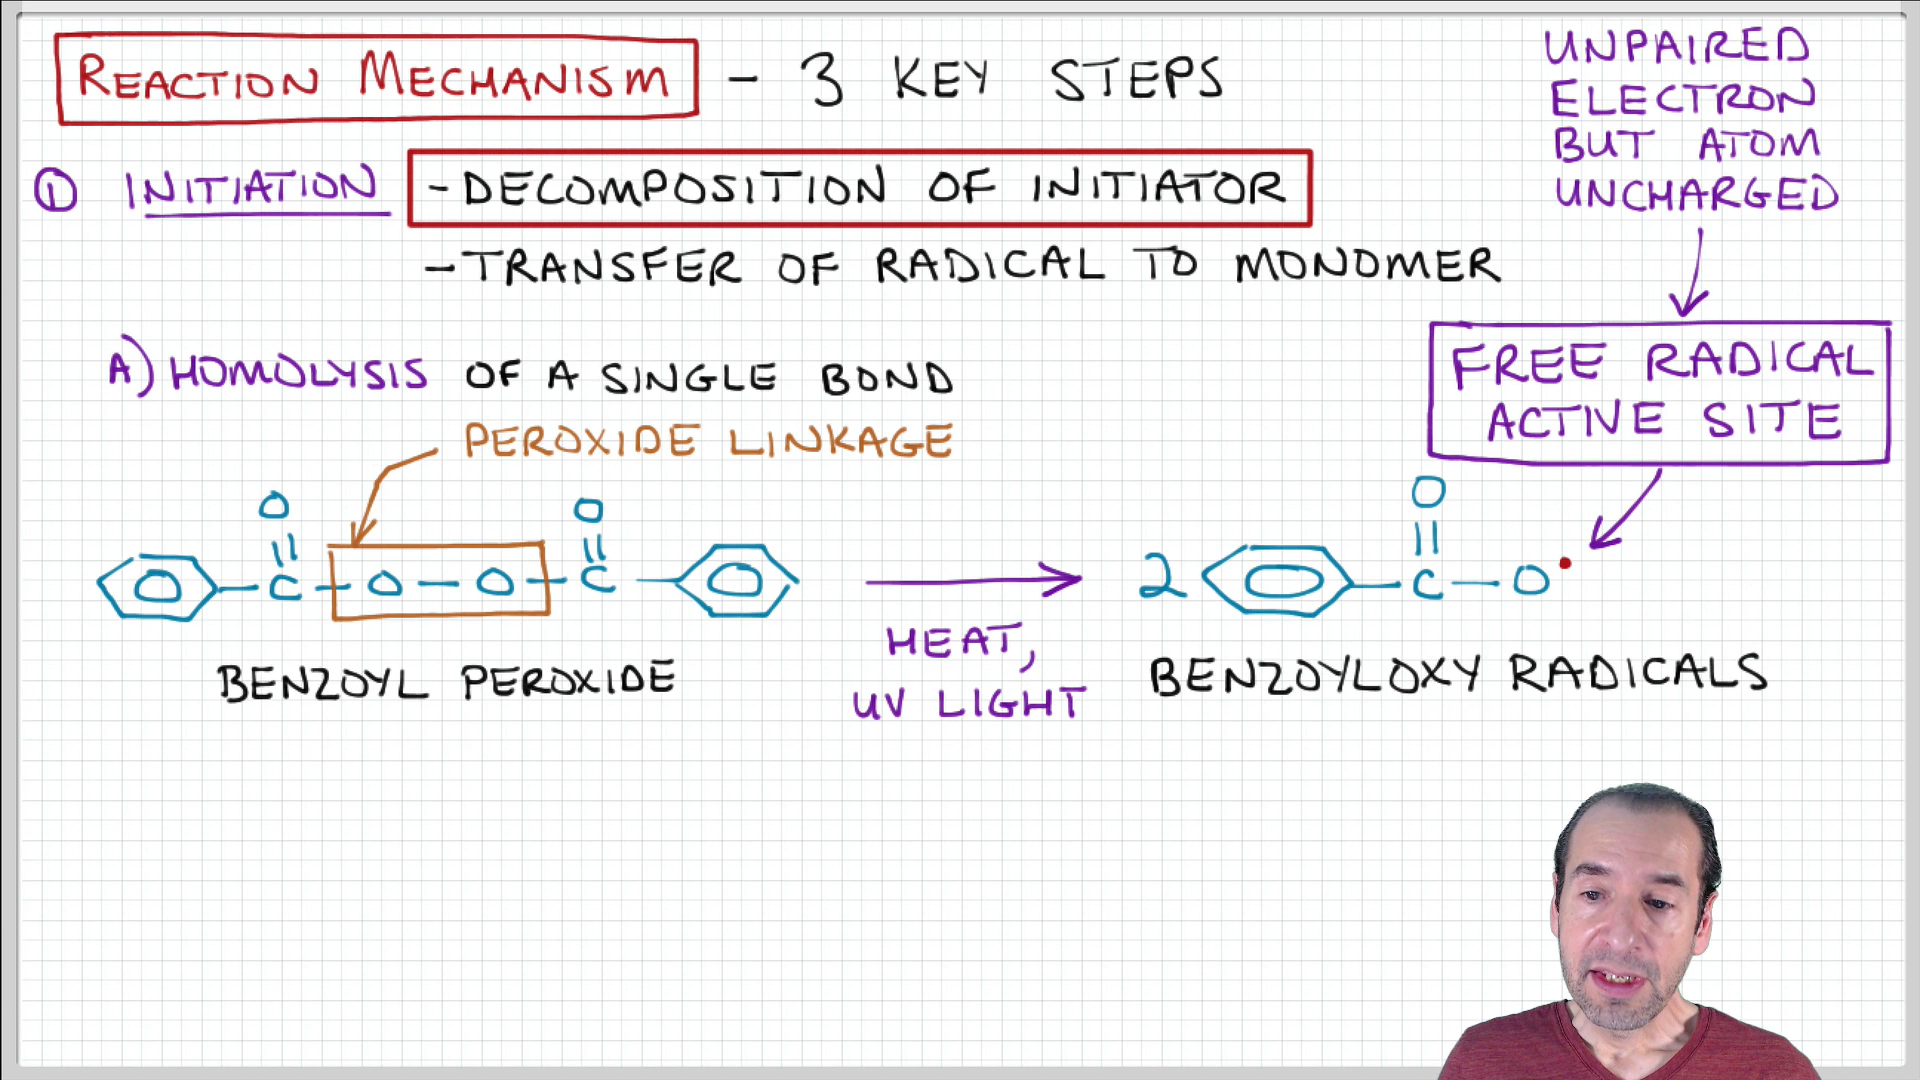 REACTION MECHANISM - 3 KEY STEPS
① INITIATION - DECOMPOSITION OF INITIATOR
- TRANSFER OF RADICAL TO MONOMER
UNPAIRED
ELECTRON
BUT ATOM
UNCHARGED
FREE RADICAL
ACTIVE SITE
A) HOMOLYSIS OF A SINGLE BOND
PEROXIDE LINKAGE
O O
C - O - O - C
BENZOYL PEROXIDE
HEAT,
UV LIGHT
O
2 C - O•
BENZOYLOXY RADICALS